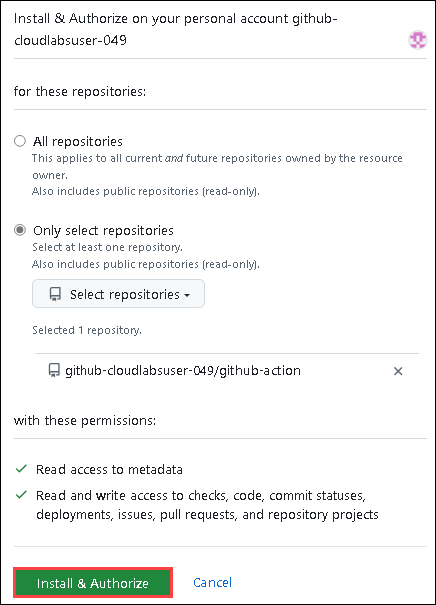 Install & Authorize on your personal account github-
cloudlabsuser-049
for these repositories:
All repositories
This applies to all current and future repositories owned by the resource
owner.
Also includes public repositories (read-only).
Only select repositories
Select at least one repository.
Also includes public repositories (read-only).
Select repositories
Selected 1 repository.
github-cloudlabsuser-049/github-action
with these permissions:
Read access to metadata
Read and write access to checks, code, commit statuses,
deployments, issues, pull requests, and repository projects
Install & Authorize
Cancel